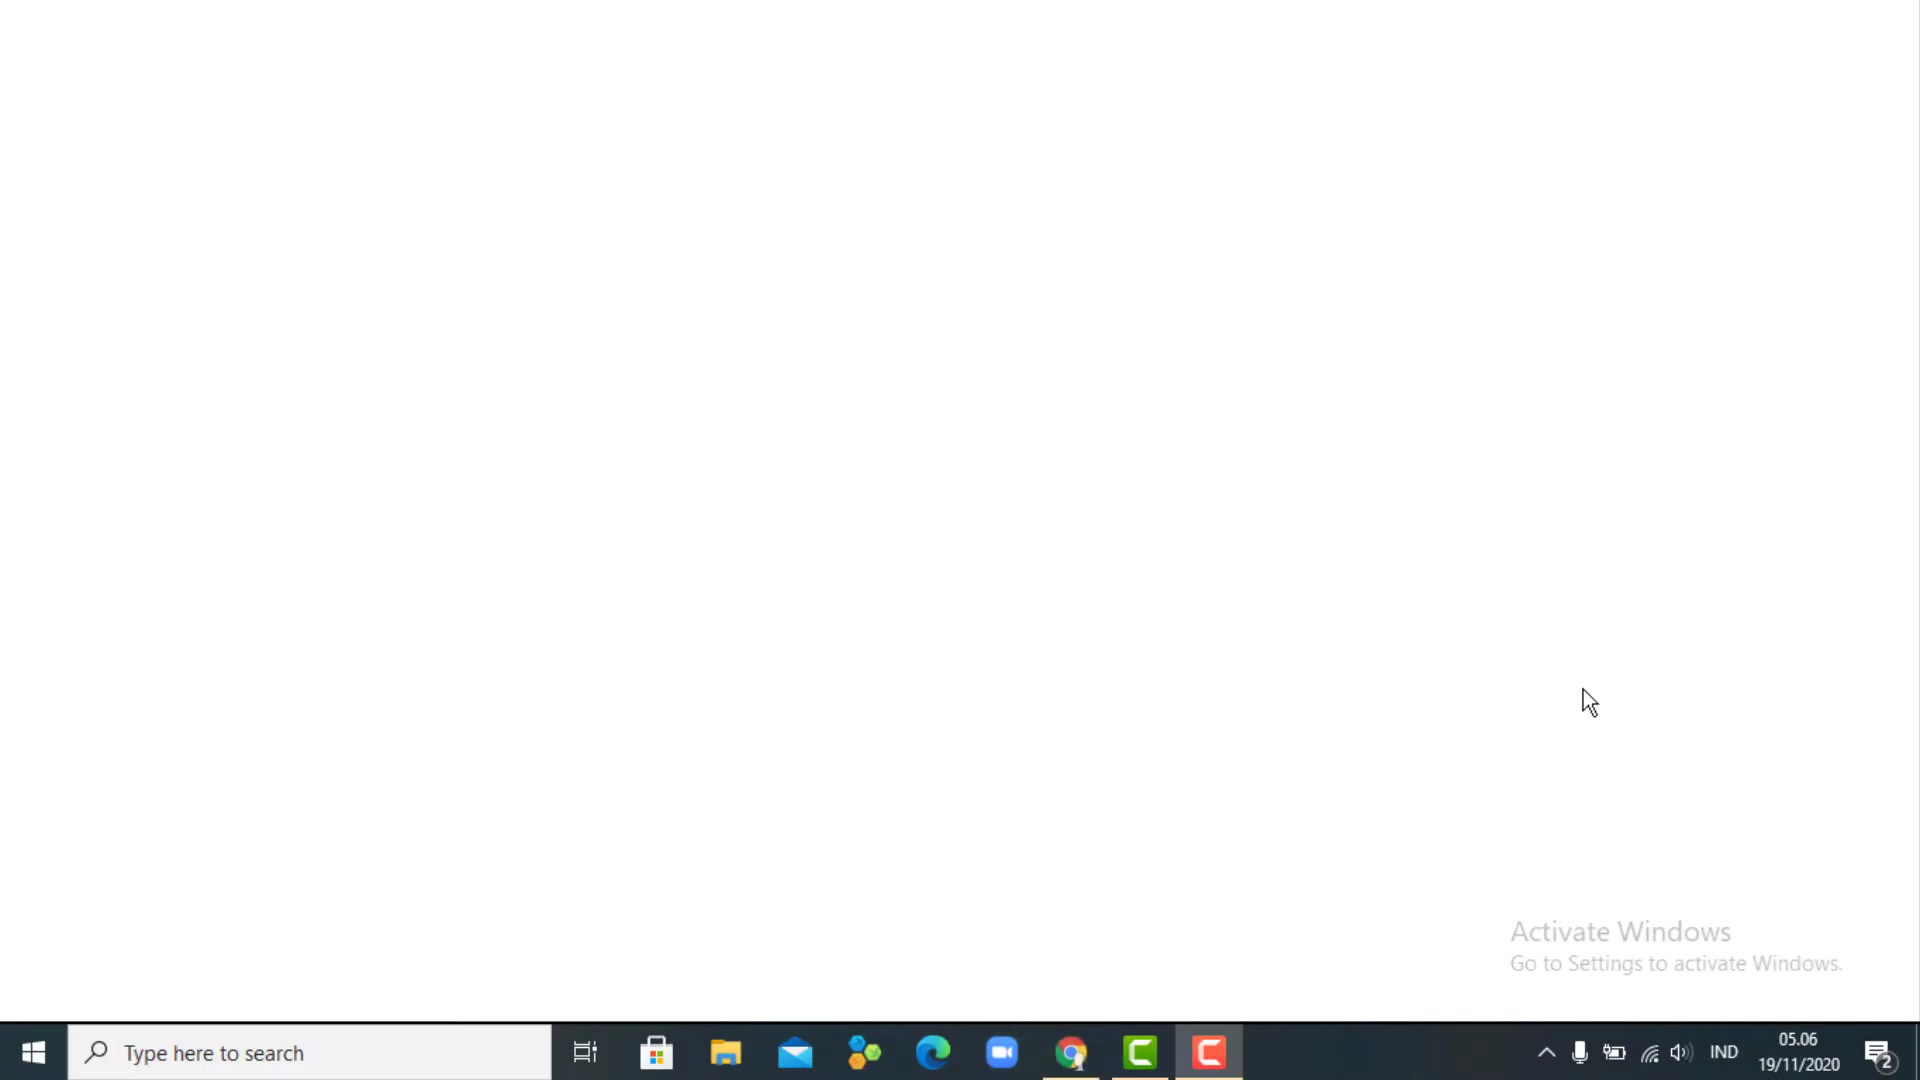 Activate Windows
Go to Settings to activate Windows.
Type here to search
IND
05.06
19/11/2020
2